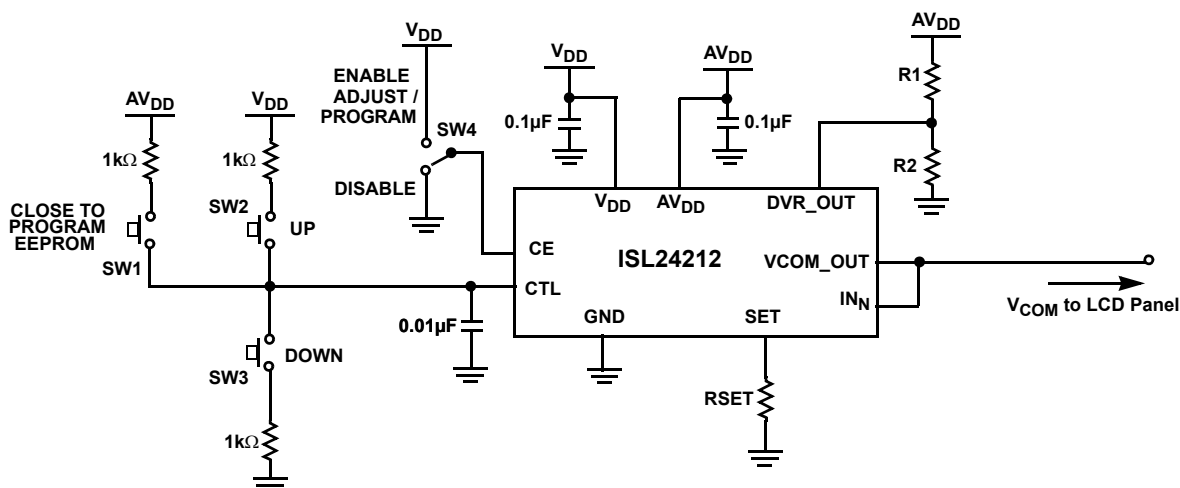 VDD
ENABLE
ADJUST /
PROGRAM
SW4
DISABLE
AVDD
1kΩ
CLOSE TO
PROGRAM
EEPROM
SW1
VDD
1kΩ
SW2
UP
DOWN
SW3
1kΩ
0.01µF
VDD
0.1µF
AVDD
0.1µF
AVDD
R1
R2
VDD
AVDD
DVR_OUT
CE
ISL24212
VCOM_OUT
CTL
INN
GND
SET
RSET
VCOM to LCD Panel